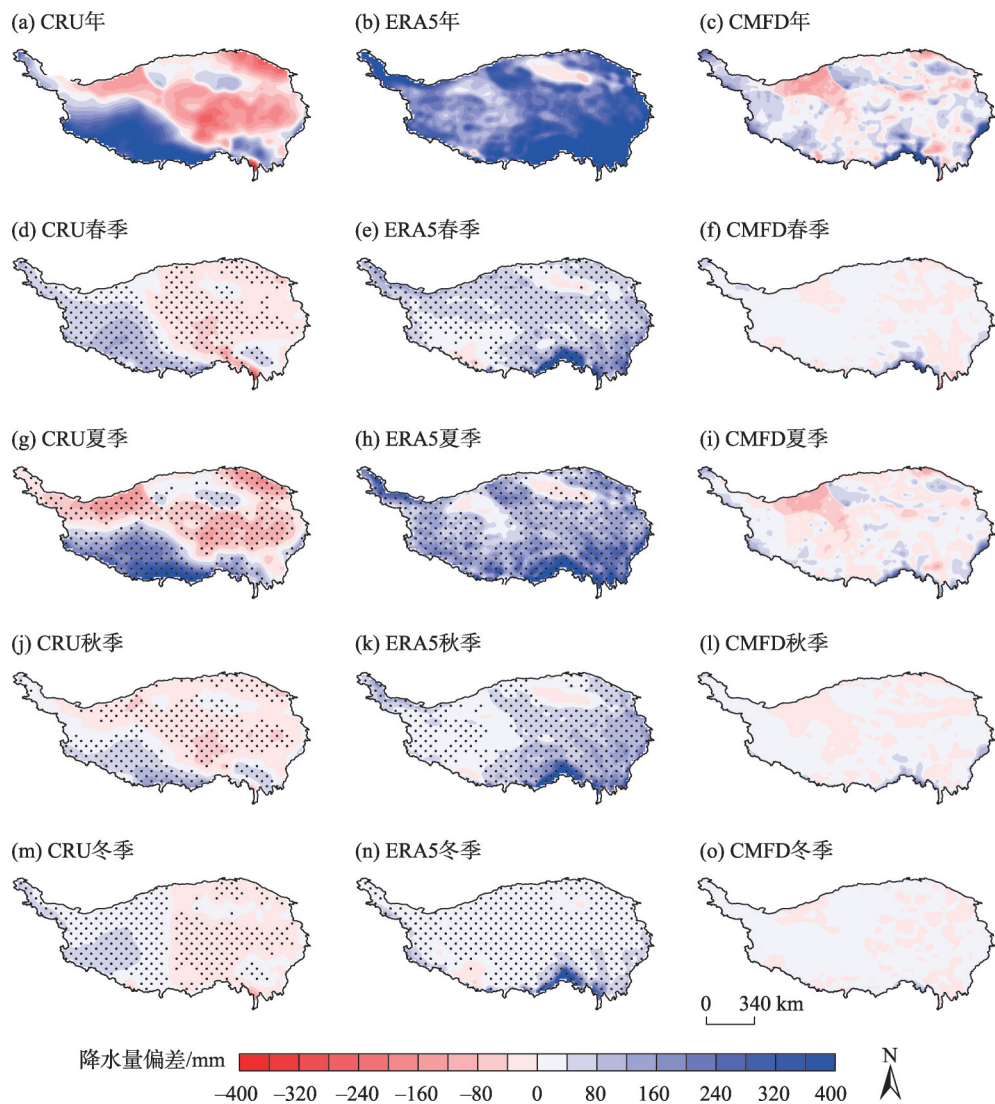 (a) CRU年 (b) ERA5年 (c) CMFD年
(d) CRU春季 (e) ERA5春季 (f) CMFD春季
(g) CRU夏季 (h) ERA5夏季 (i) CMFD夏季
(j) CRU秋季 (k) ERA5秋季 (l) CMFD秋季
(m) CRU冬季 (n) ERA5冬季 (o) CMFD冬季
0 340 km
降水量偏差/mm
N
−400 −320 −240 −160 −80 0 80 160 240 320 400